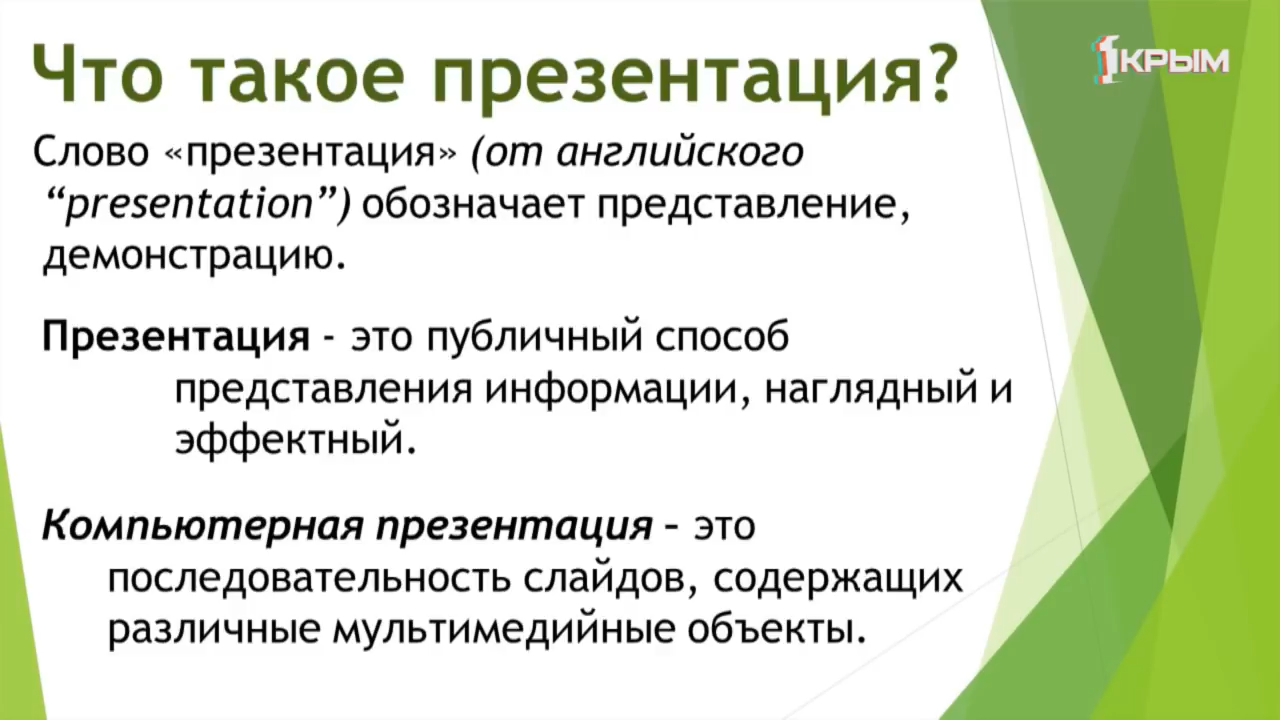 Что такое презентация?
1КРЫМ
Слово «презентация» (от английского
“presentation”) обозначает представление,
демонстрацию.
Презентация - это публичный способ
представления информации, наглядный и
эффектный.
Компьютерная презентация – это
последовательность слайдов, содержащих
различные мультимедийные объекты.